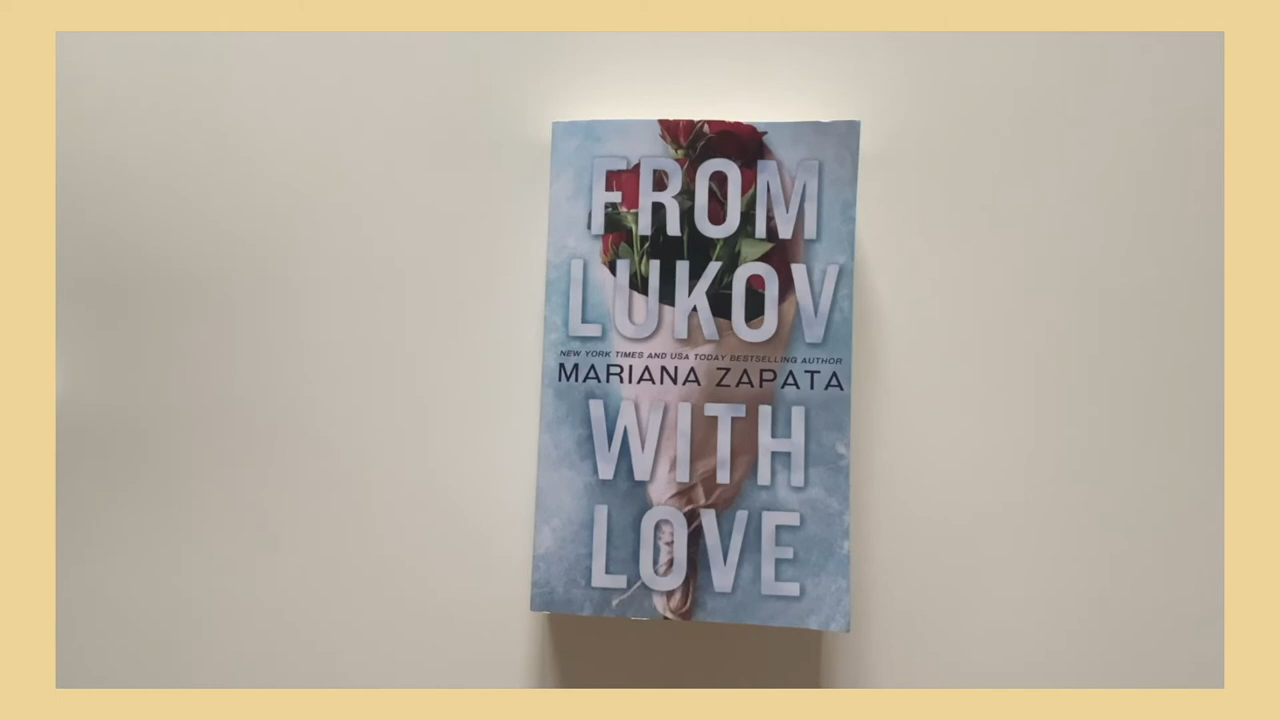 FROM
LUKOV
NEW YORK TIMES AND USA TODAY BESTSELLING AUTHOR
MARIANA ZAPATA
WITH
LOVE